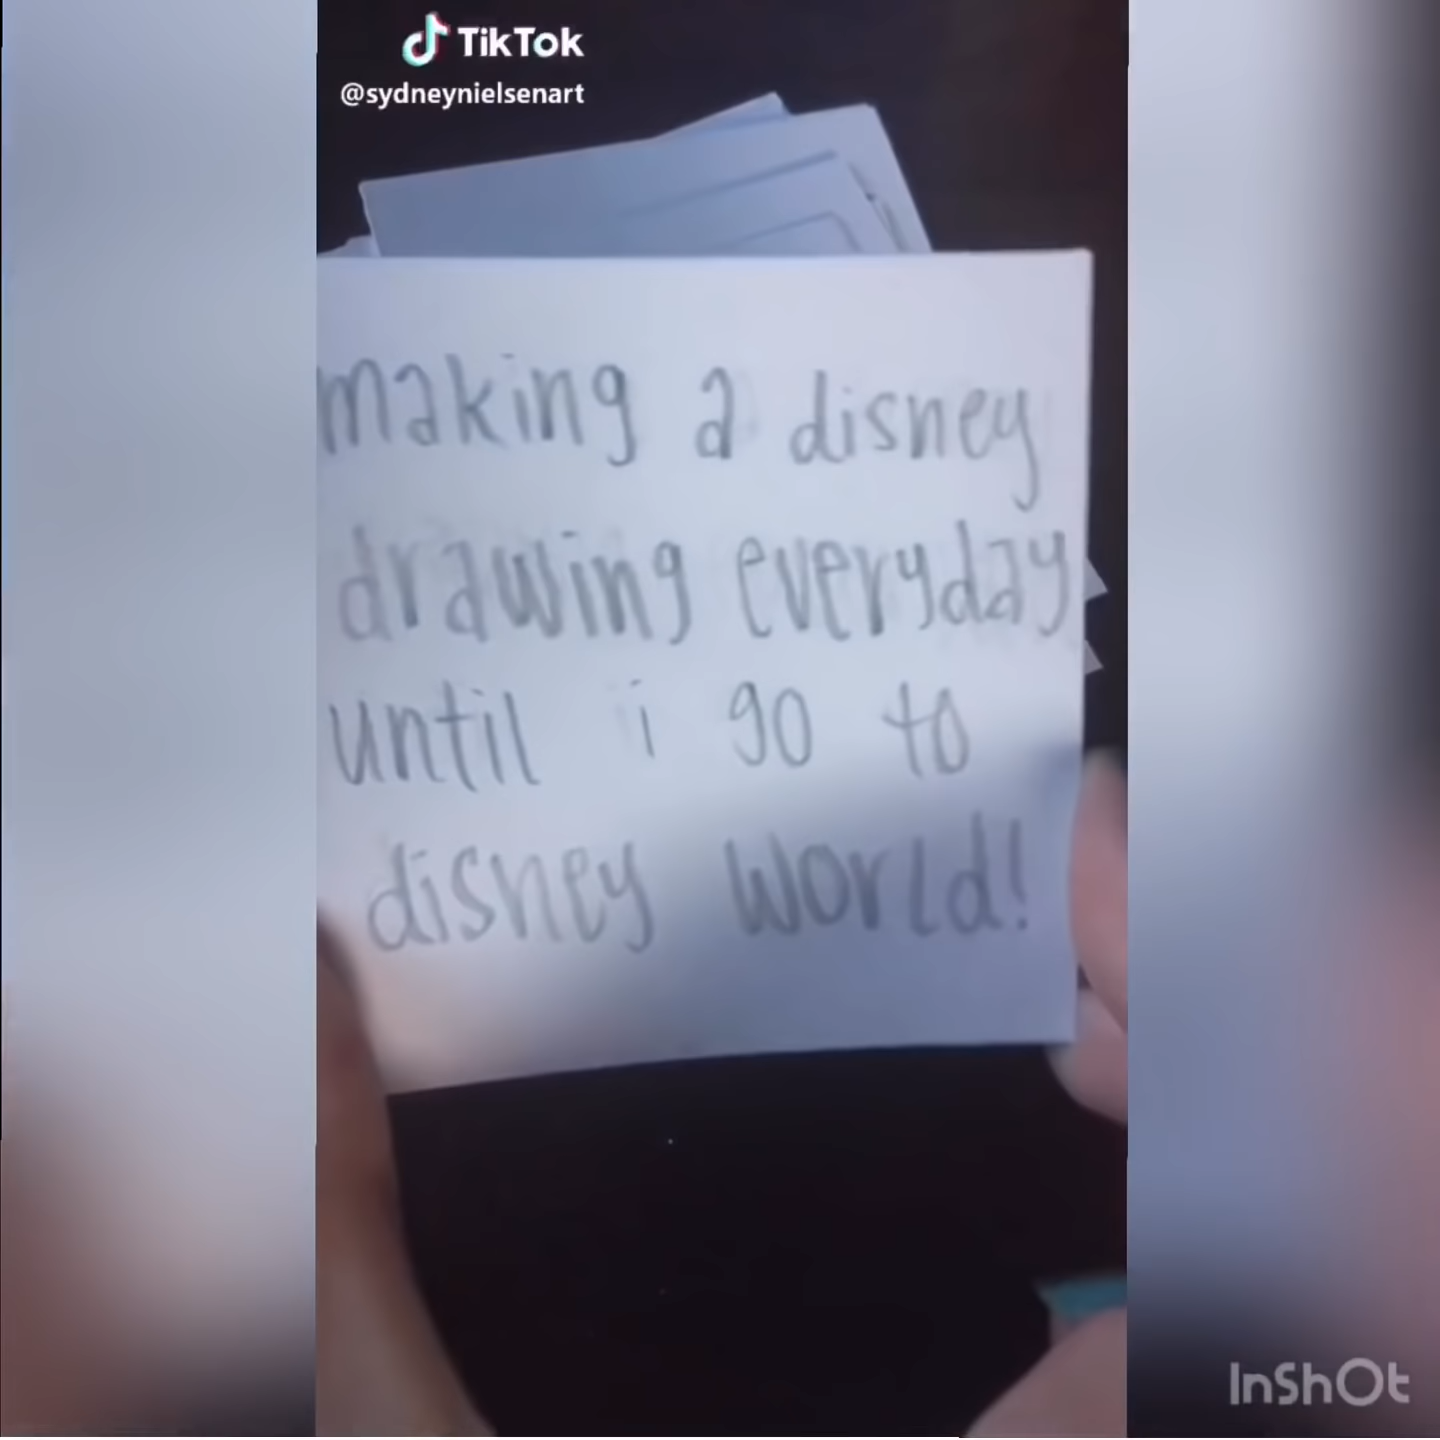 TikTok
@sydneynielsenart
making a disney
drawing everyday
until i go to
disney world!
InShOt